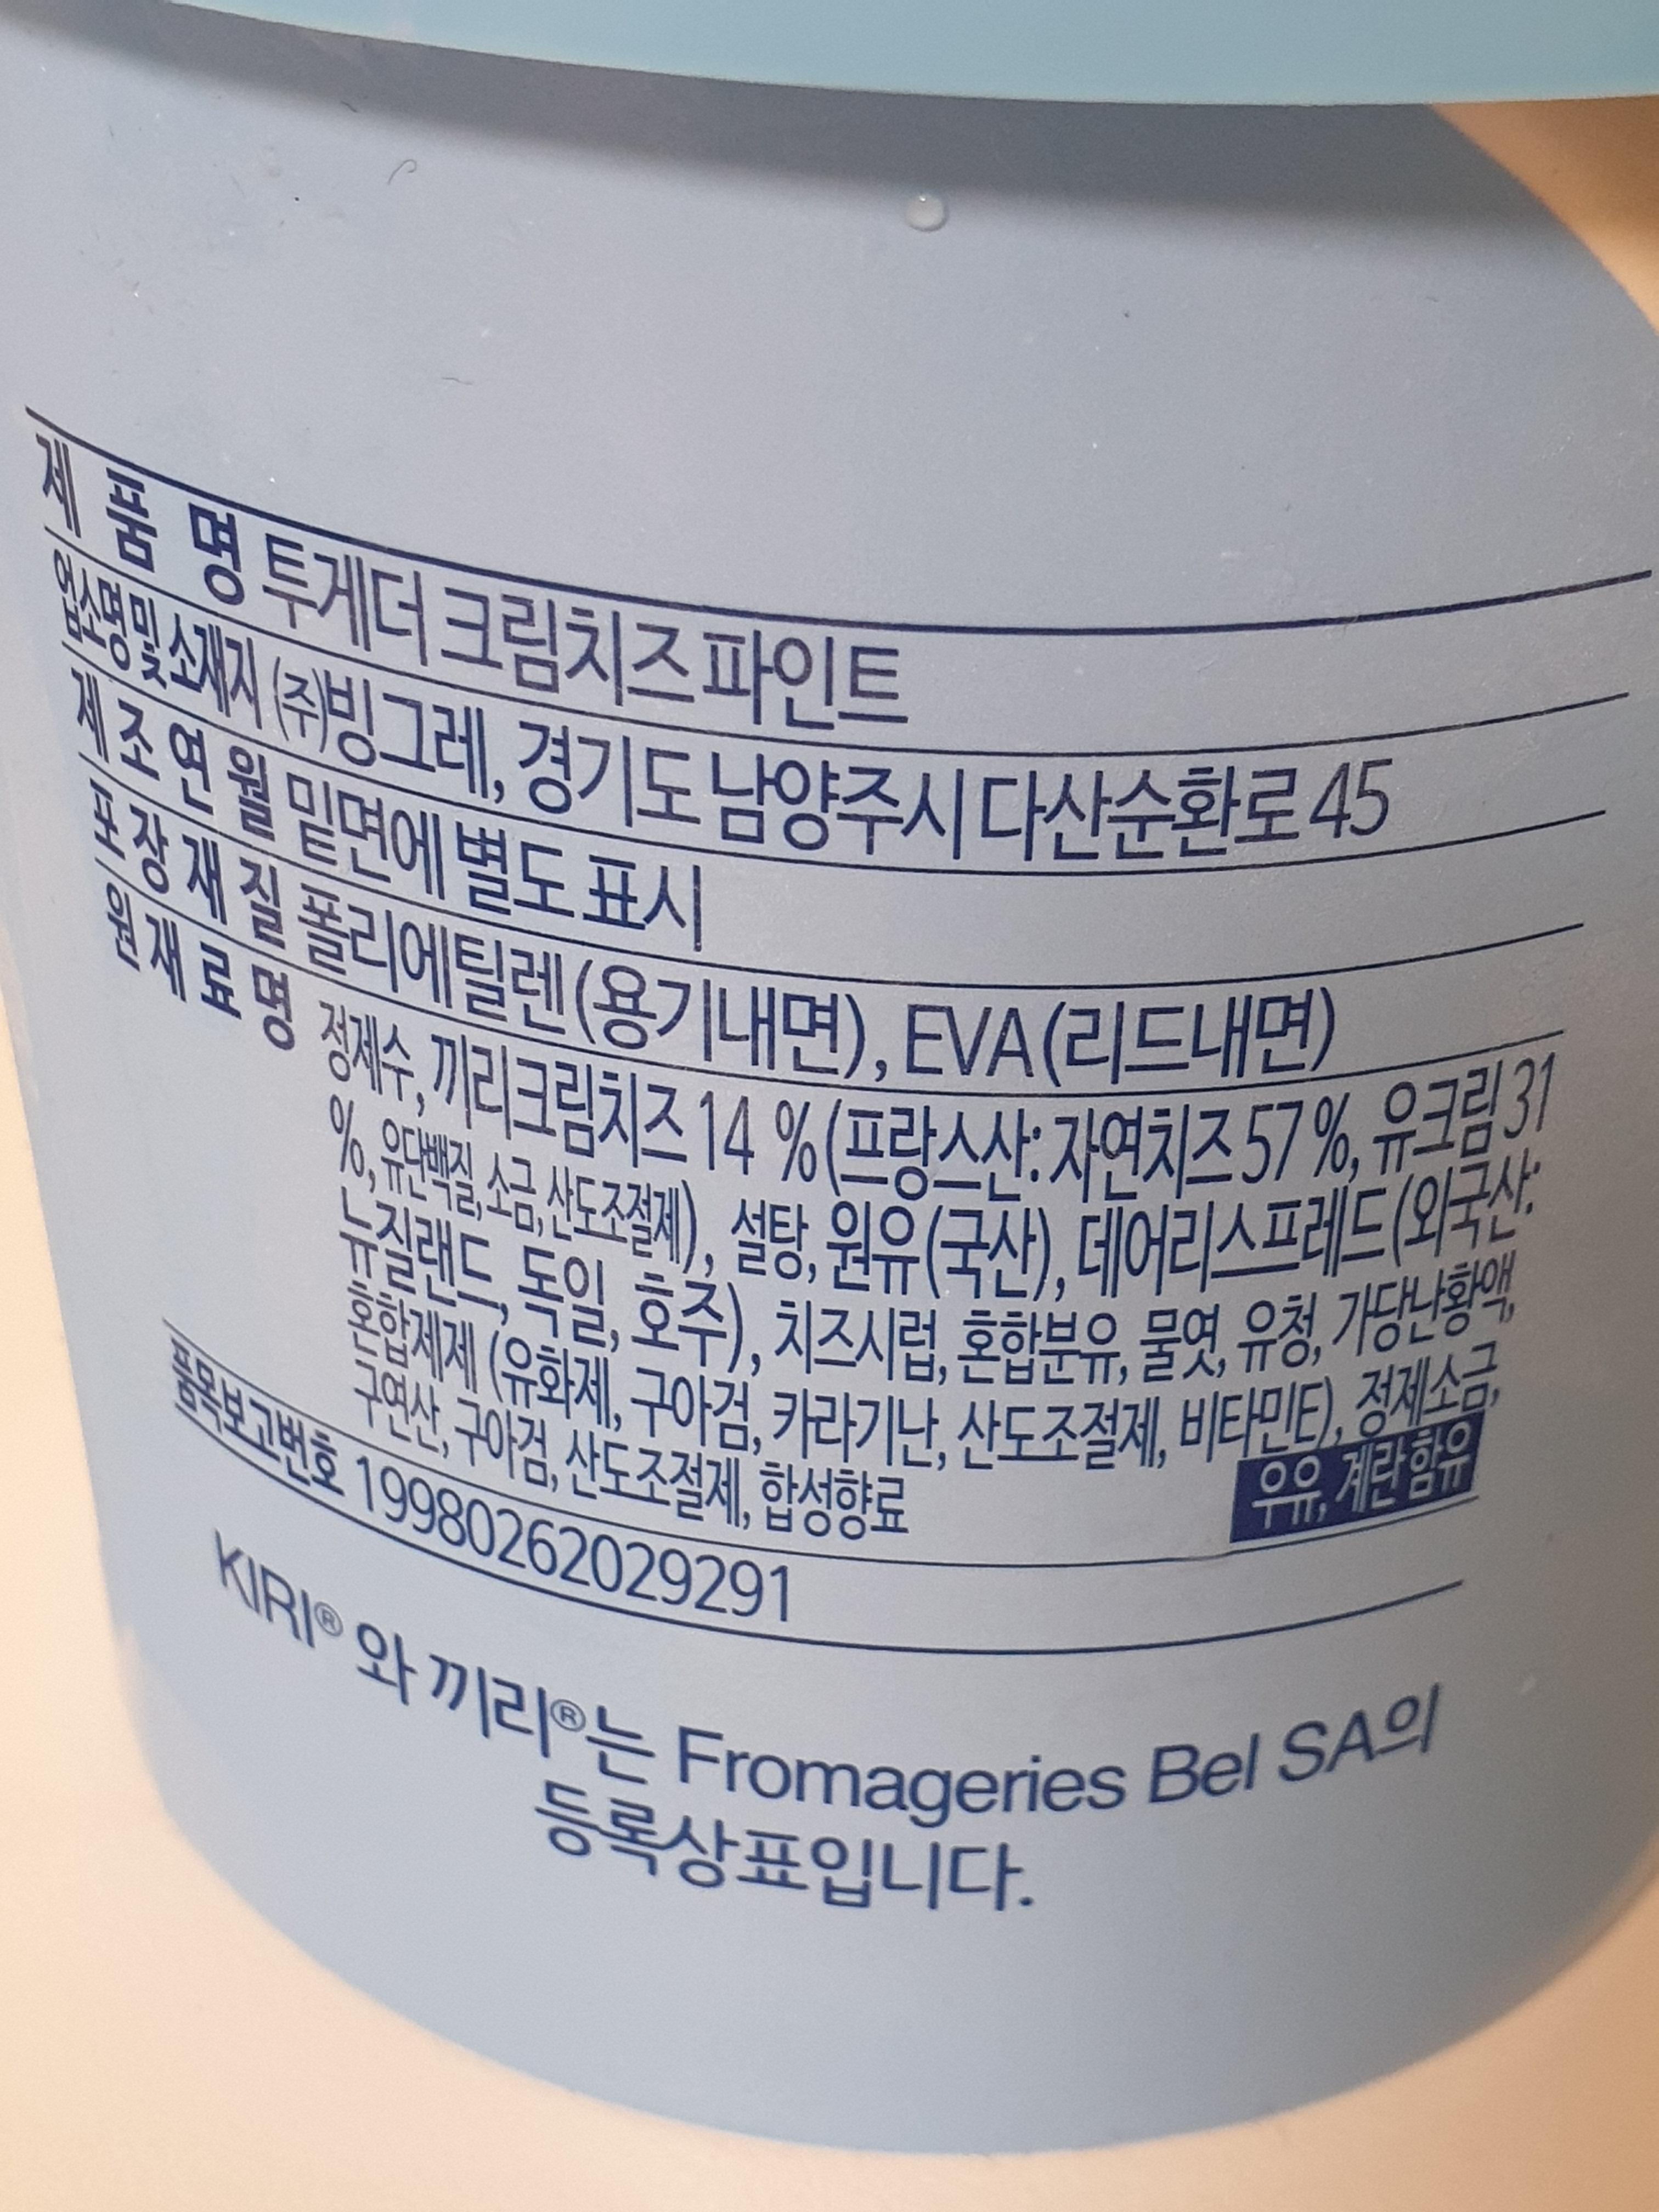 제 품 명 투게더 크림치즈 파인트
업소명 및 소재지 (주)빙그레, 경기도 남양주시 다산순환로 45
제 조 연 월 밑면에 별도 표시
포 장 재 질 폴리에틸렌(용기내면), EVA(리드내면)
원 재 료 명 정제수, 끼리크림치즈 14 %(프랑스산: 자연치즈 57%, 유크림 31
%, 유단백질, 소금, 산도조절제), 설탕, 원유(국산), 데어리스프레드(외국산:
뉴질랜드, 독일, 호주), 치즈시럽, 혼합분유, 물엿, 유청, 가당난황액,
혼합제제 (유화제, 구아검, 카라기난, 산도조절제, 비타민E), 정제소금,
구연산, 구아검, 산도조절제, 합성향료 우유, 계란 함유
품목보고번호 19980262029291
KIRI® 와 끼리®는 Fromageries Bel SA의
등록상표입니다.